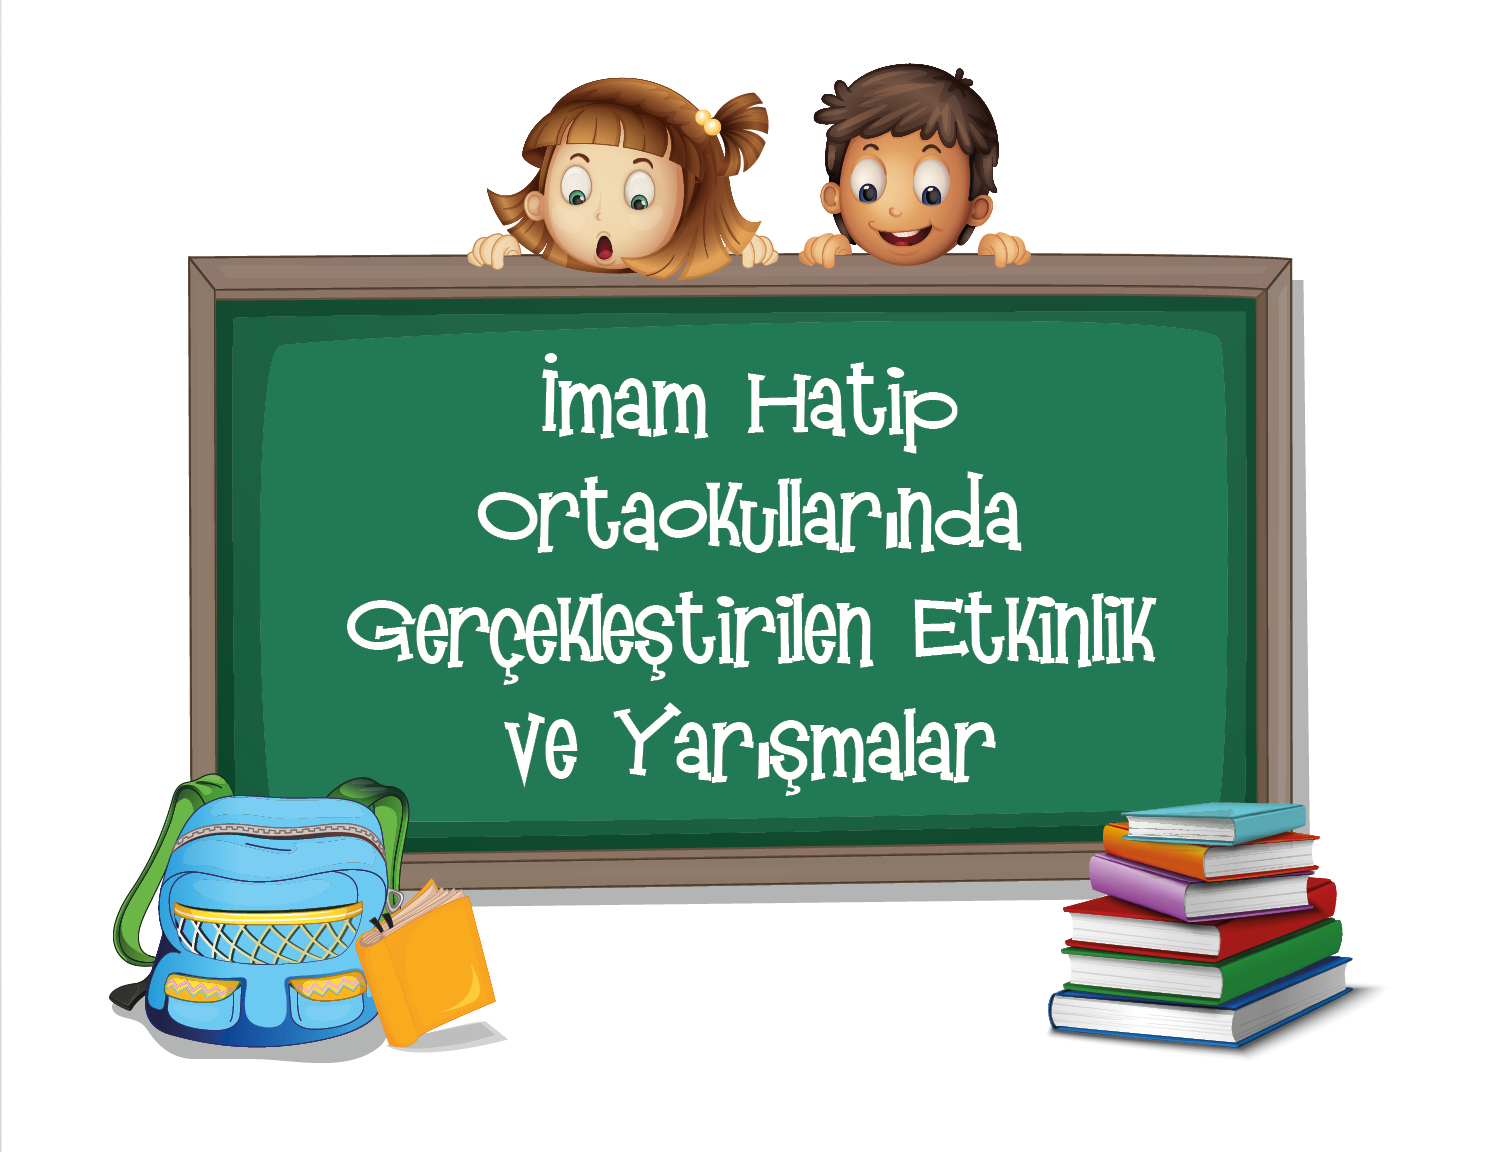 İmam Hatip
Ortaokullarında
Gerçekleştirilen Etkinlik
ve Yarışmalar